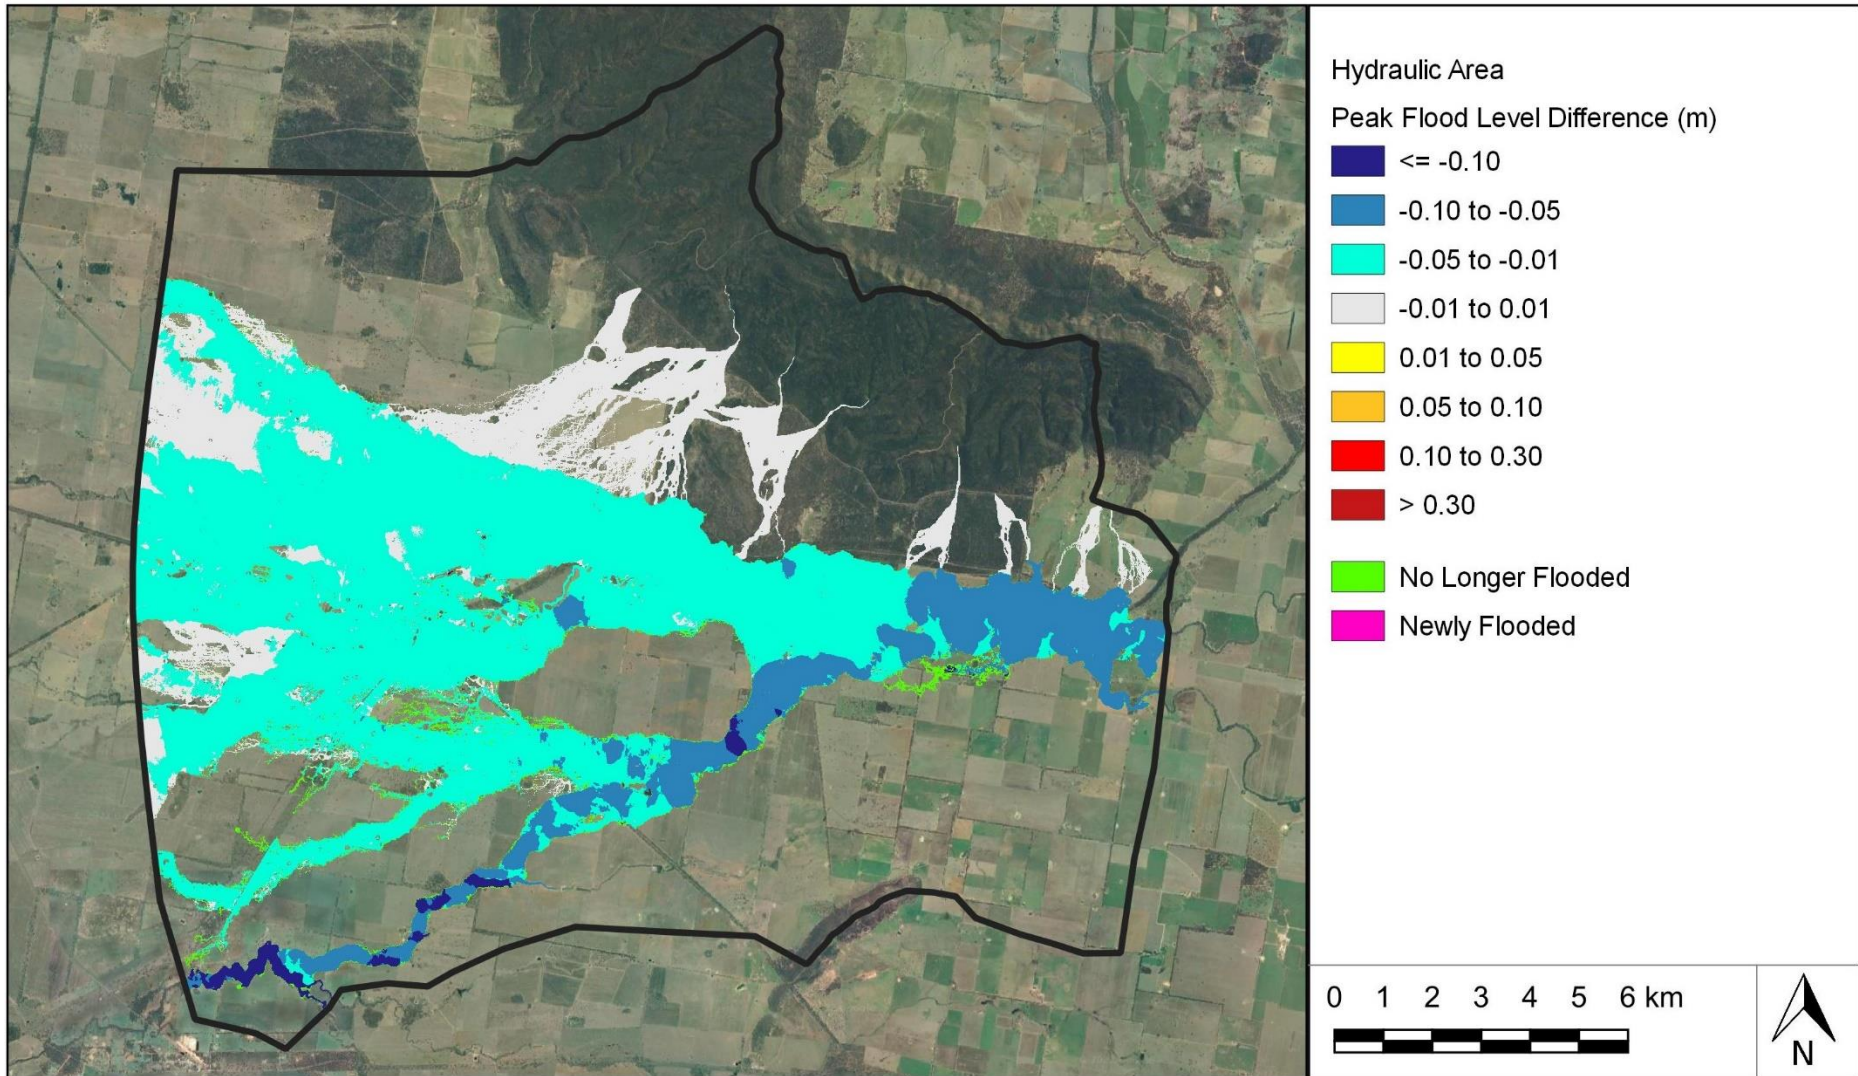 Hydraulic Area
Peak Flood Level Difference (m)
<= -0.10
-0.10 to -0.05
-0.05 to -0.01
-0.01 to 0.01
0.01 to 0.05
0.05 to 0.10
0.10 to 0.30
> 0.30
No Longer Flooded
Newly Flooded
0 1 2 3 4 5 6 km
N